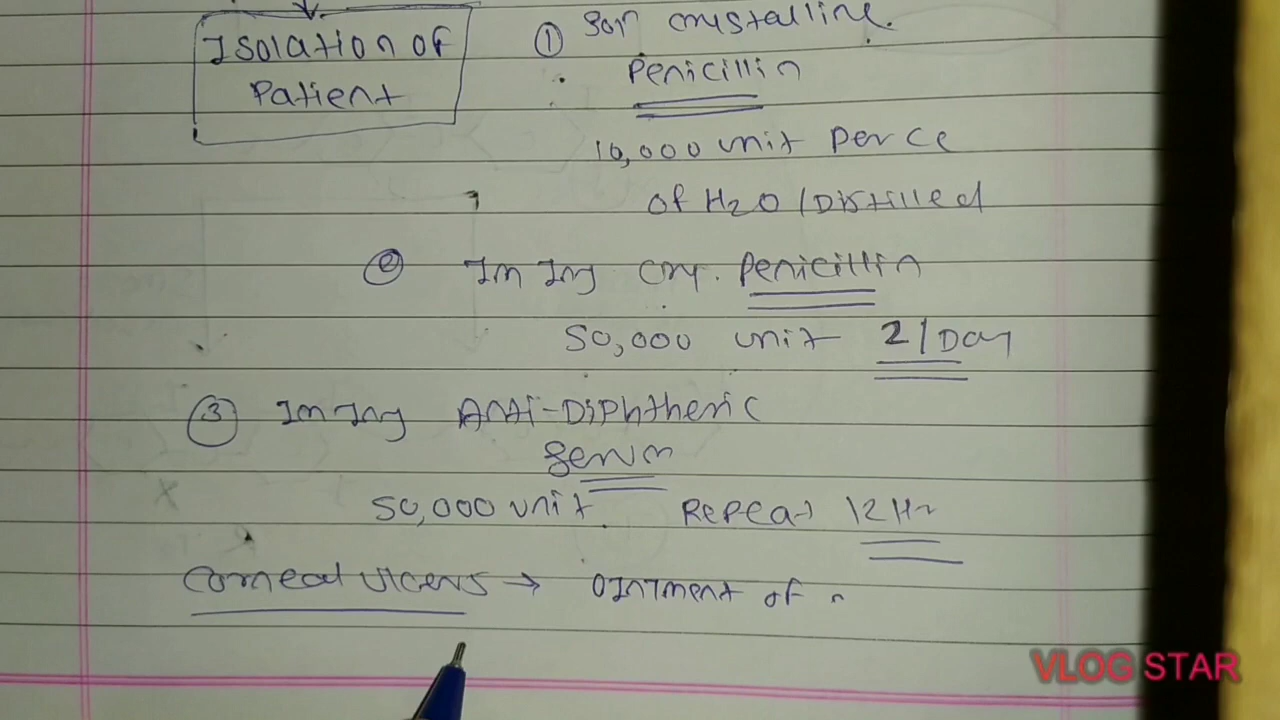 Isolation of
Patient
① Soln crystalline.
Penicillin
10,000 unit per cc
of H2O / Distilled
② Im Inj cry. Penicillin
50,000 unit 2/Day
③ Im Inj Anti-Diphtheric
Serum
50,000 unit Repeat 12 Hr
Corneal ulcers → ointment of
VLOG STAR